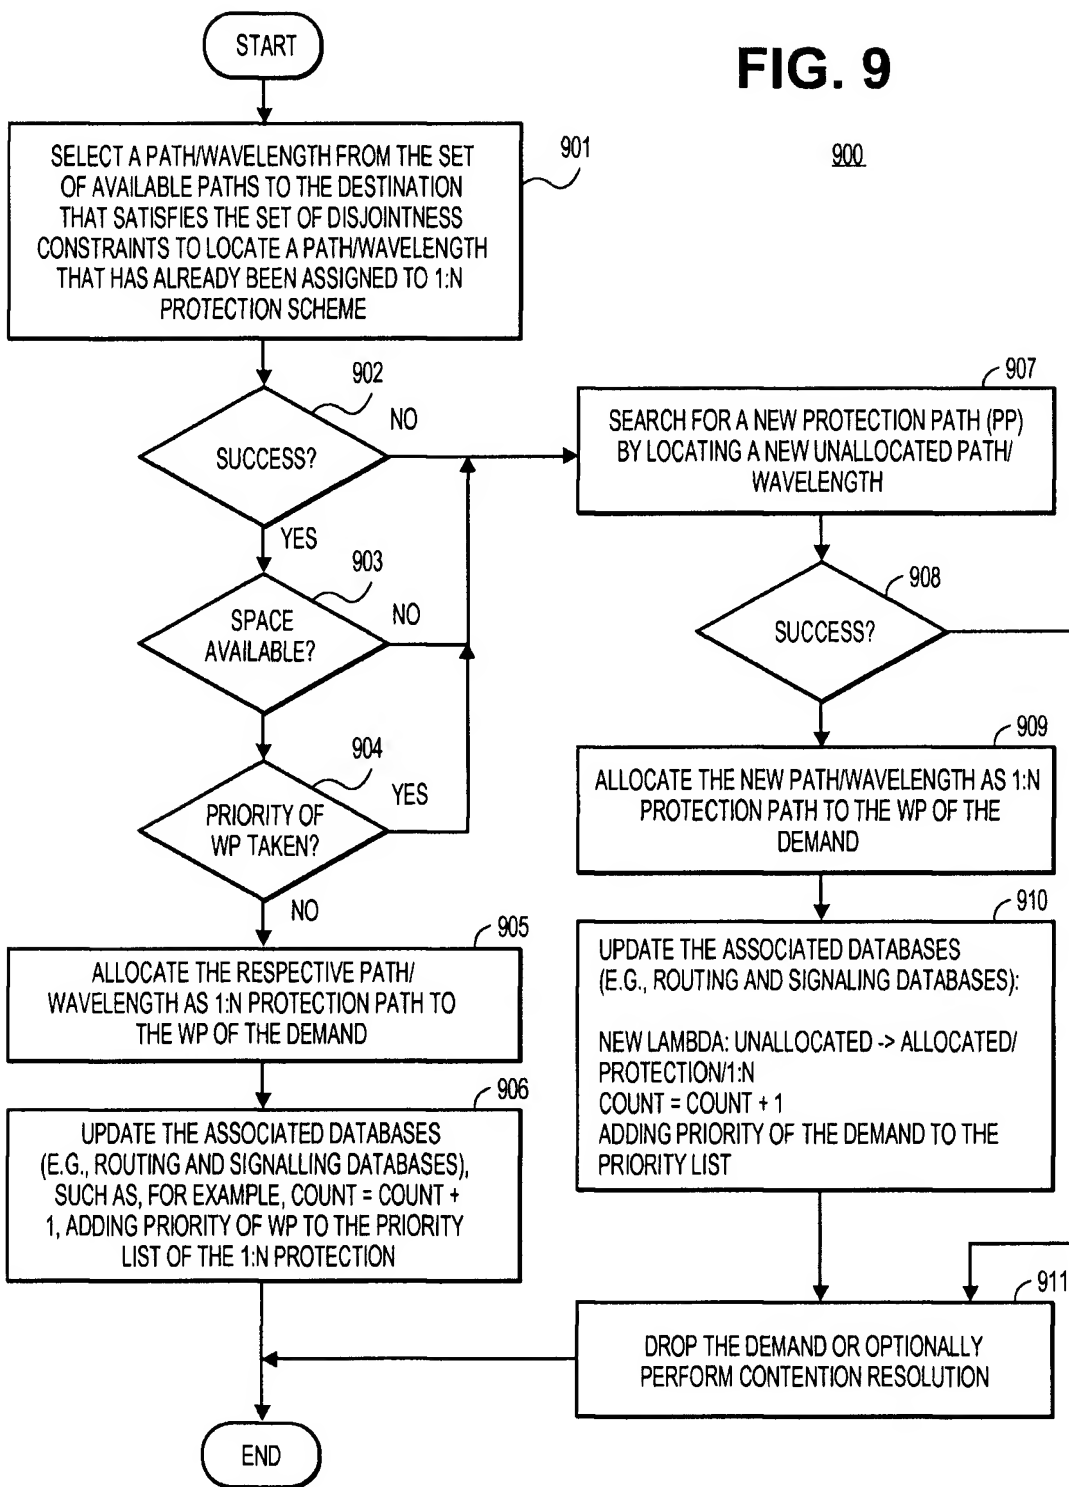 START
FIG. 9
900
901
SELECT A PATH/WAVELENGTH FROM THE SET
OF AVAILABLE PATHS TO THE DESTINATION
THAT SATISFIES THE SET OF DISJOINTNESS
CONSTRAINTS TO LOCATE A PATH/WAVELENGTH
THAT HAS ALREADY BEEN ASSIGNED TO 1:N
PROTECTION SCHEME
902
SUCCESS?
NO
YES
903
SPACE
AVAILABLE?
NO
904
PRIORITY OF
WP TAKEN?
YES
NO
905
ALLOCATE THE RESPECTIVE PATH/
WAVELENGTH AS 1:N PROTECTION PATH TO
THE WP OF THE DEMAND
906
UPDATE THE ASSOCIATED DATABASES
(E.G., ROUTING AND SIGNALLING DATABASES),
SUCH AS, FOR EXAMPLE, COUNT = COUNT +
1, ADDING PRIORITY OF WP TO THE PRIORITY
LIST OF THE 1:N PROTECTION
907
SEARCH FOR A NEW PROTECTION PATH (PP)
BY LOCATING A NEW UNALLOCATED PATH/
WAVELENGTH
908
SUCCESS?
909
ALLOCATE THE NEW PATH/WAVELENGTH AS 1:N
PROTECTION PATH TO THE WP OF THE
DEMAND
910
UPDATE THE ASSOCIATED DATABASES
(E.G., ROUTING AND SIGNALING DATABASES):
NEW LAMBDA: UNALLOCATED -> ALLOCATED/
PROTECTION/1:N
COUNT = COUNT + 1
ADDING PRIORITY OF THE DEMAND TO THE
PRIORITY LIST
911
DROP THE DEMAND OR OPTIONALLY
PERFORM CONTENTION RESOLUTION
END